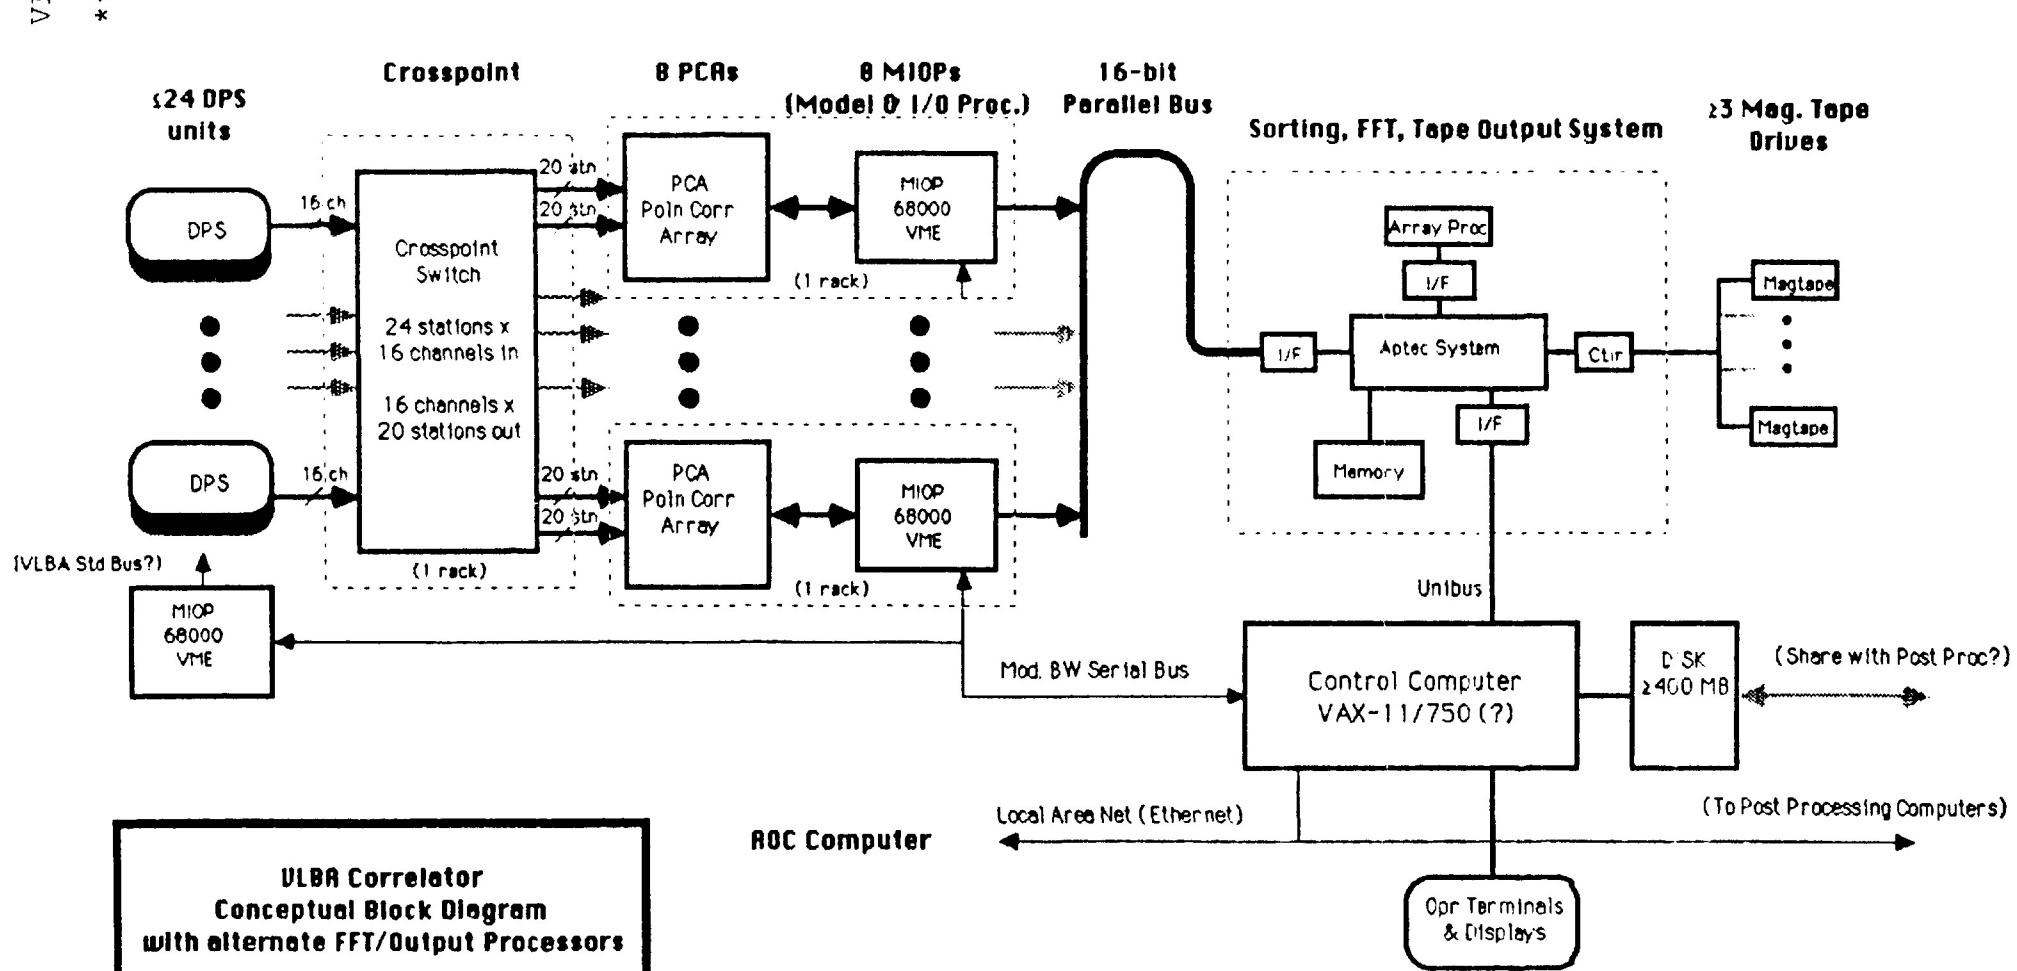 Crosspoint
8 PCAs
8 MIOPs
(Model & I/O Proc.)
16-bit
Parallel Bus
≤24 DPS
units
Sorting, FFT, Tape Output System
≥3 Mag. Tape
Drives
DPS
16 ch
Crosspoint
Switch
24 stations x
16 channels in
16 channels x
20 stations out
(1 rack)
20 stn
20 stn
PCA
Poln Corr
Array
MIOP
68000
VME
(1 rack)
Array Proc
I/F
I/F
Aptec System
Ctlr
I/F
Memory
Magtape
Magtape
DPS
16 ch
20 stn
20 stn
PCA
Poln Corr
Array
MIOP
68000
VME
(1 rack)
(VLBA Std Bus?)
MIOP
68000
VME
Mod. BW Serial Bus
Unibus
Control Computer
VAX-11/750 (?)
DISK
≥400 MB
(Share with Post Proc?)
Local Area Net (Ethernet)
(To Post Processing Computers)
AOC Computer
Opr Terminals
& Displays
VLBA Correlator
Conceptual Block Diagram
with alternate FFT/Output Processors